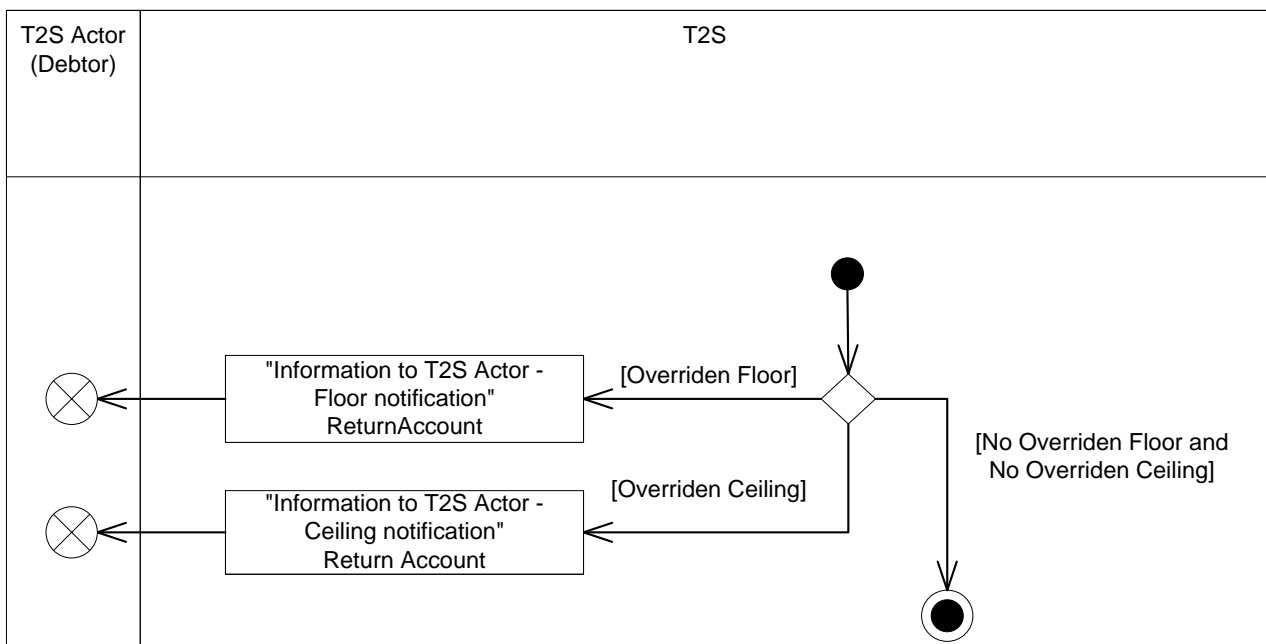 T2S Actor
(Debtor)
T2S
"Information to T2S Actor -
Floor notification"
ReturnAccount
[Overriden Floor]
[No Overriden Floor and
No Overriden Ceiling]
"Information to T2S Actor -
Ceiling notification"
Return Account
[Overriden Ceiling]